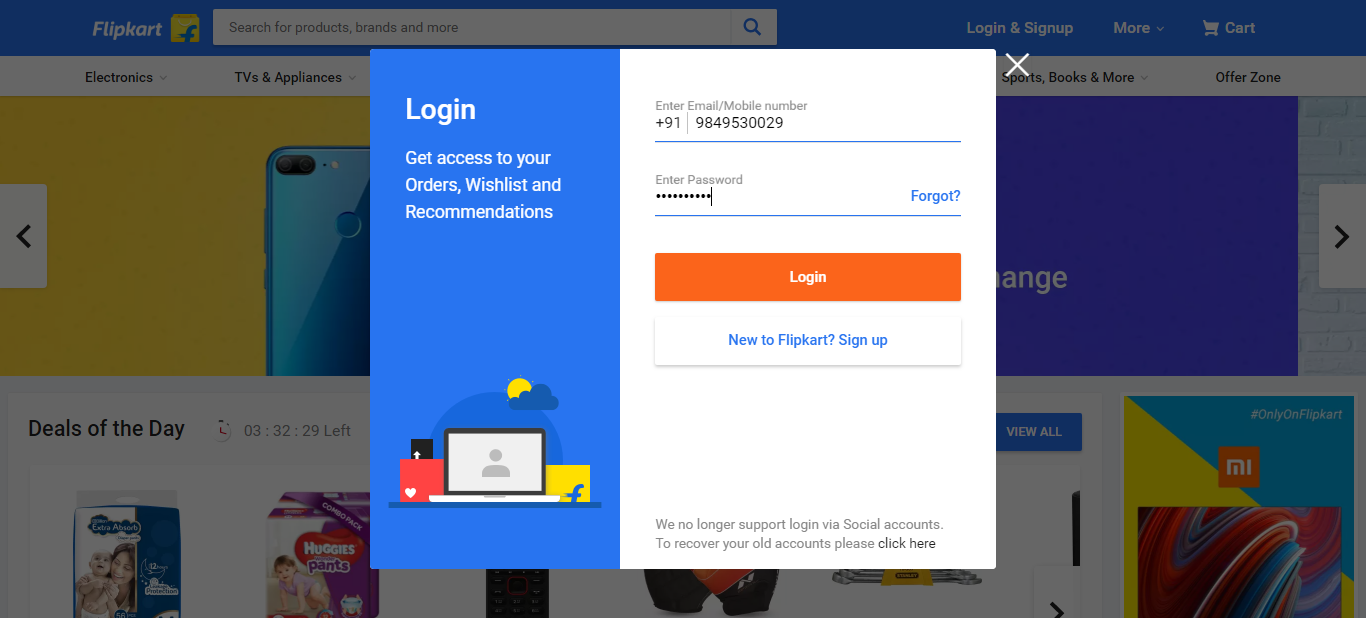 Flipkart
Search for products, brands and more
Login & Signup
More
Cart
Electronics
TVs & Appliances
Sports, Books & More
Offer Zone
Login
Get access to your
Orders, Wishlist and
Recommendations
Enter Email/Mobile number
+91 9849530029
Enter Password
••••••••••
Forgot?
Login
New to Flipkart? Sign up
We no longer support login via Social accounts.
To recover your old accounts please click here
hange
Deals of the Day
03 : 32 : 29 Left
VIEW ALL
#OnlyOnFlipkart
mi
Extra Absorb
COMBO PACK
HUGGIES
pants
STANLEY